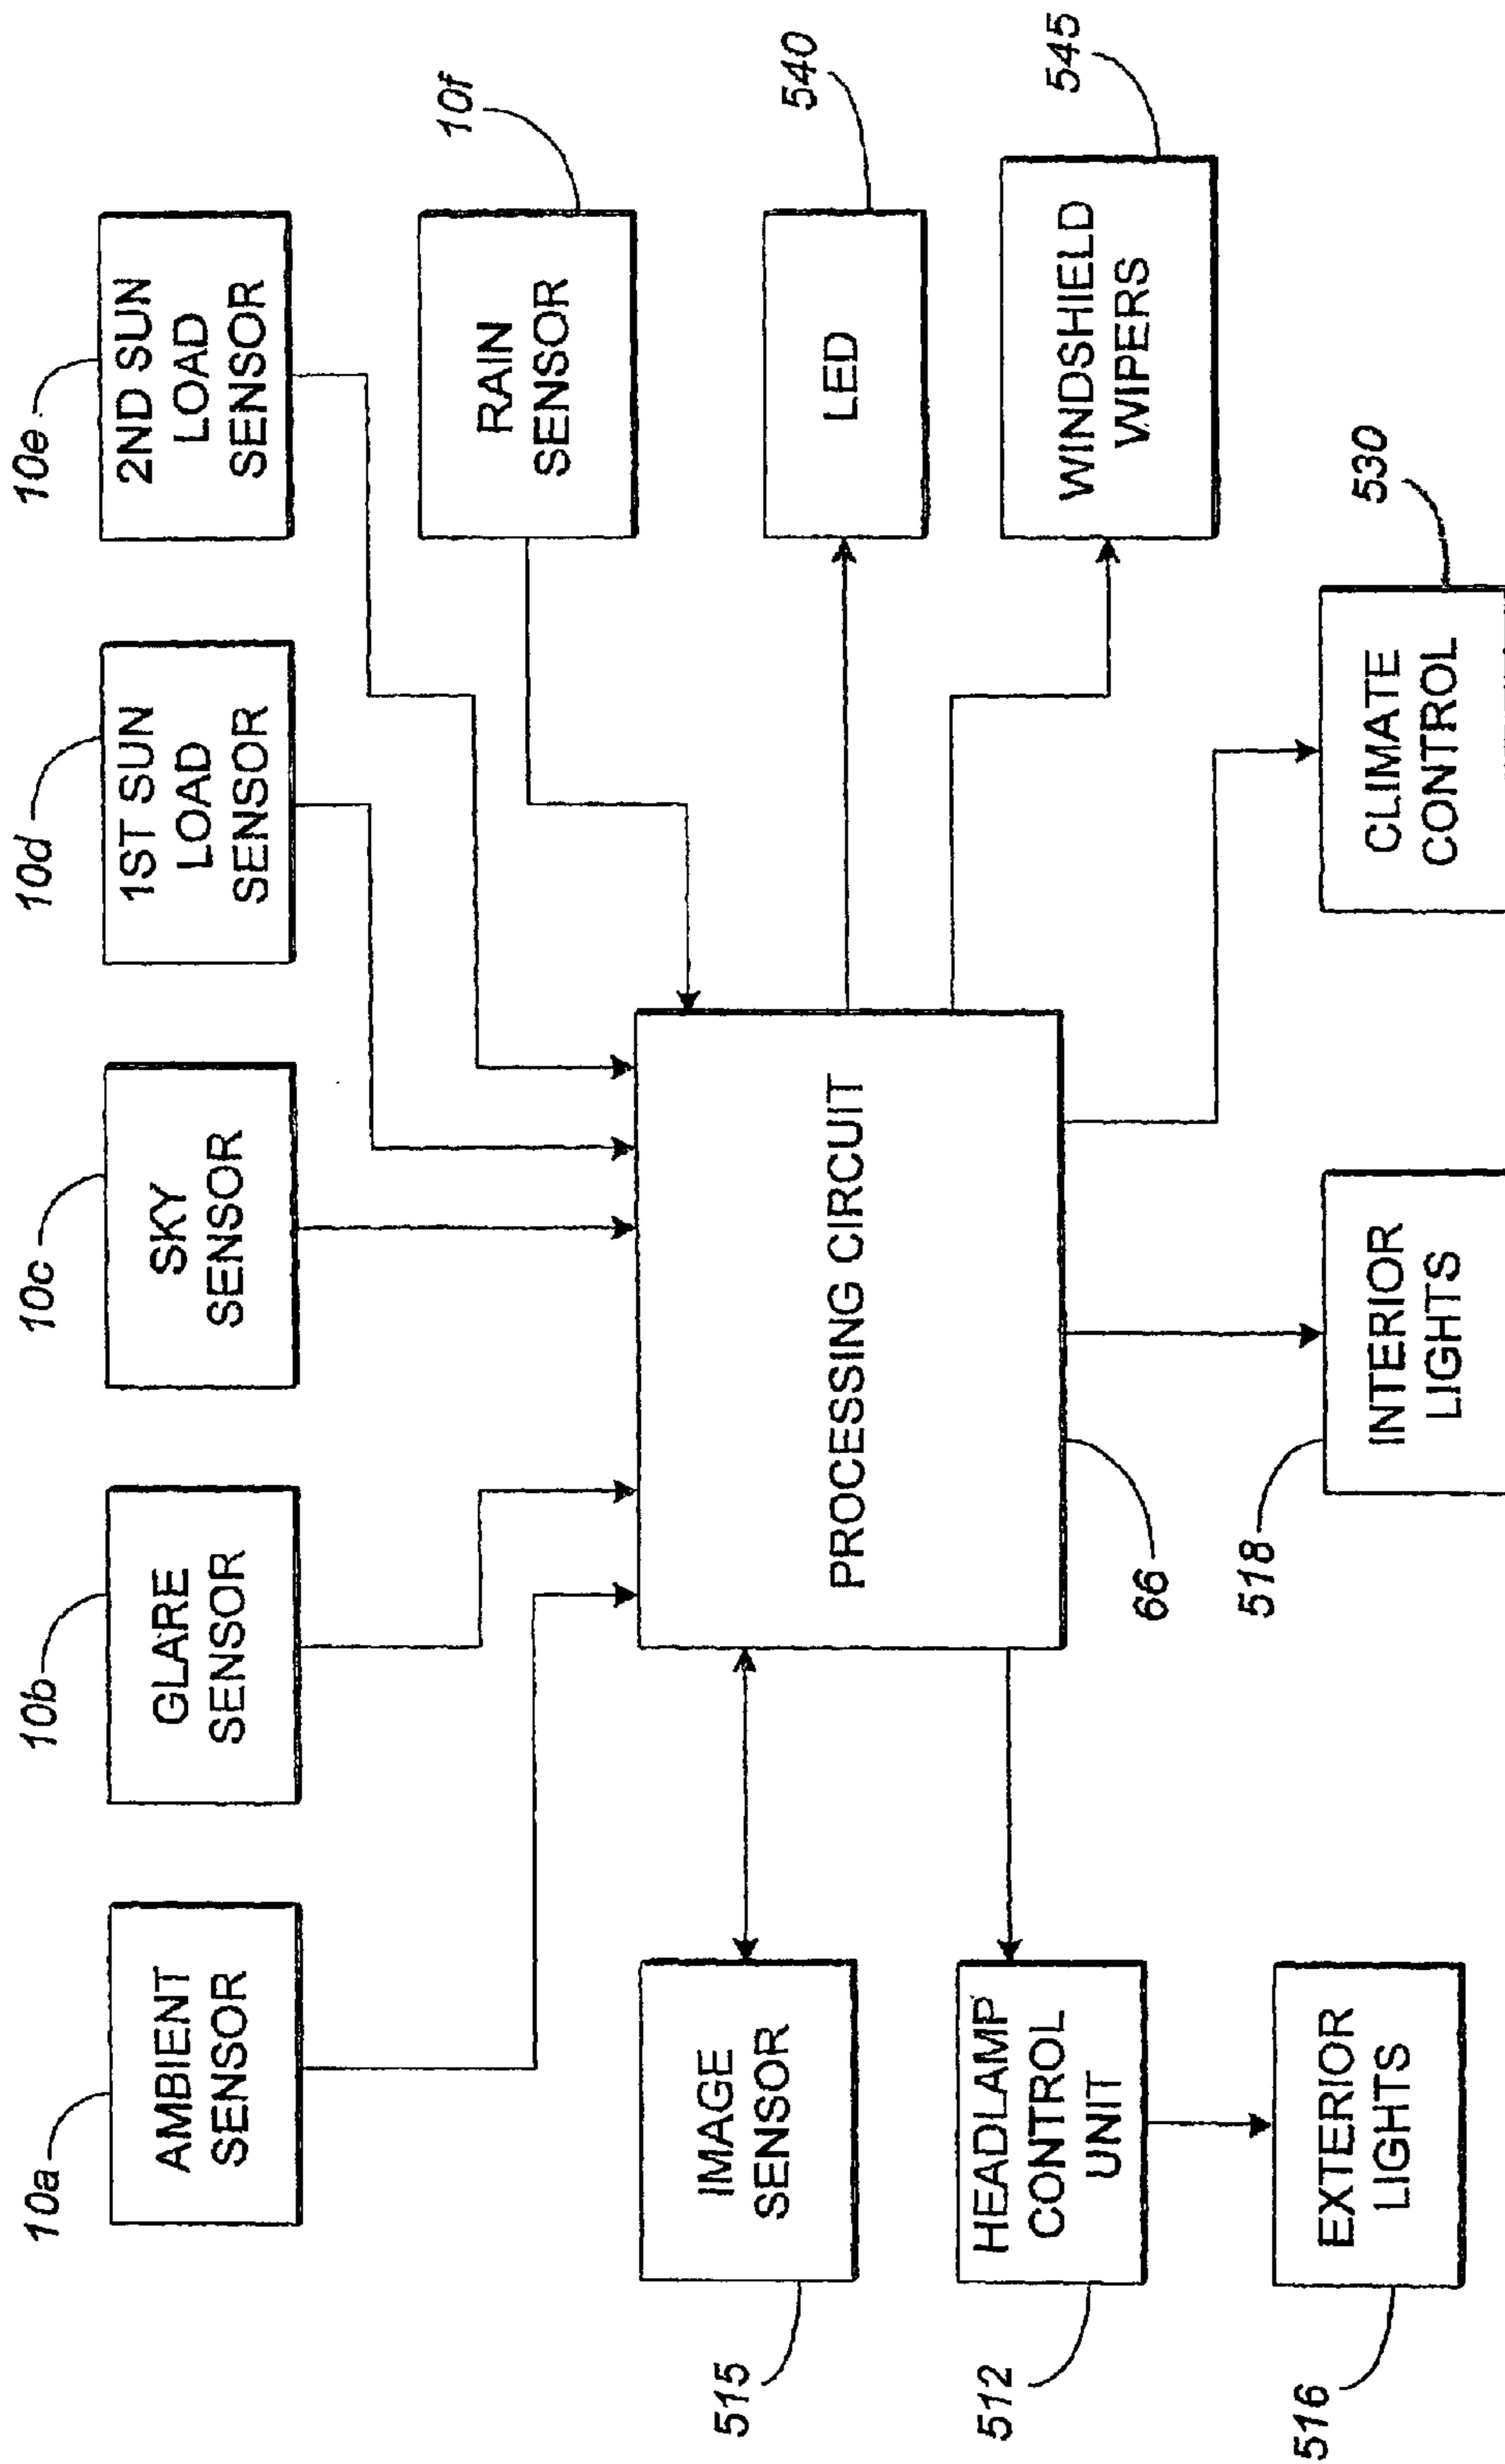 10a
10b
10c
10d
10e
AMBIENT
SENSOR
GLARE
SENSOR
SKY
SENSOR
1ST SUN
LOAD
SENSOR
2ND SUN
LOAD
SENSOR
10f
RAIN
SENSOR
515
IMAGE
SENSOR
PROCESSING CIRCUIT
66
540
LED
512
HEADLAMP
CONTROL
UNIT
545
WINDSHIELD
WIPERS
516
EXTERIOR
LIGHTS
518
INTERIOR
LIGHTS
530
CLIMATE
CONTROL